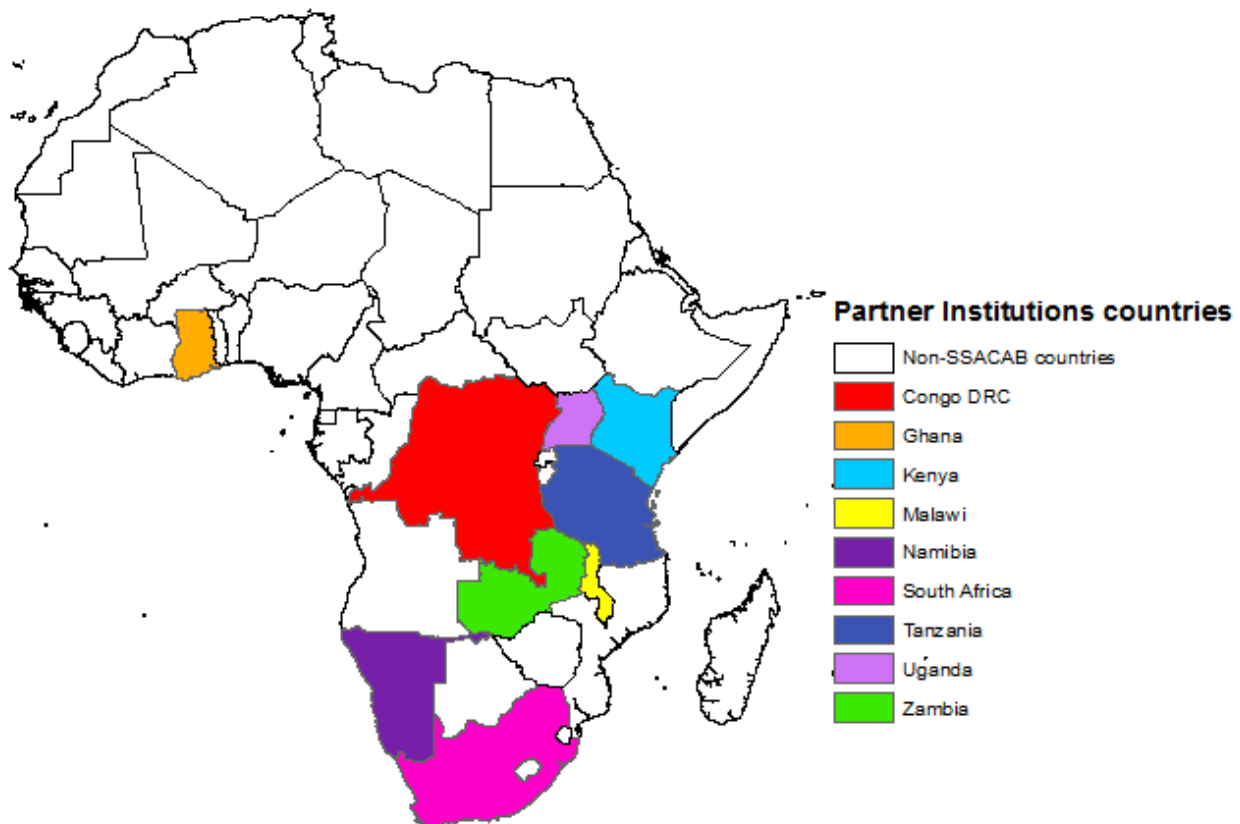 Partner Institutions countries
Non-SSACAB countries
Congo DRC
Ghana
Kenya
Malawi
Namibia
South Africa
Tanzania
Uganda
Zambia